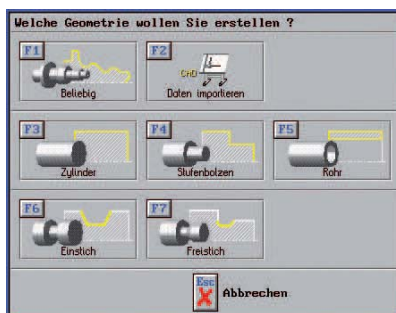 Welche Geometrie wollen Sie erstellen ?
F1
F2
CAD
Beliebig
Daten importieren
F3
F4
F5
Zylinder
Stufenbolzen
Rohr
F6
F7
Einstich
Freistich
Esc
Abbrechen